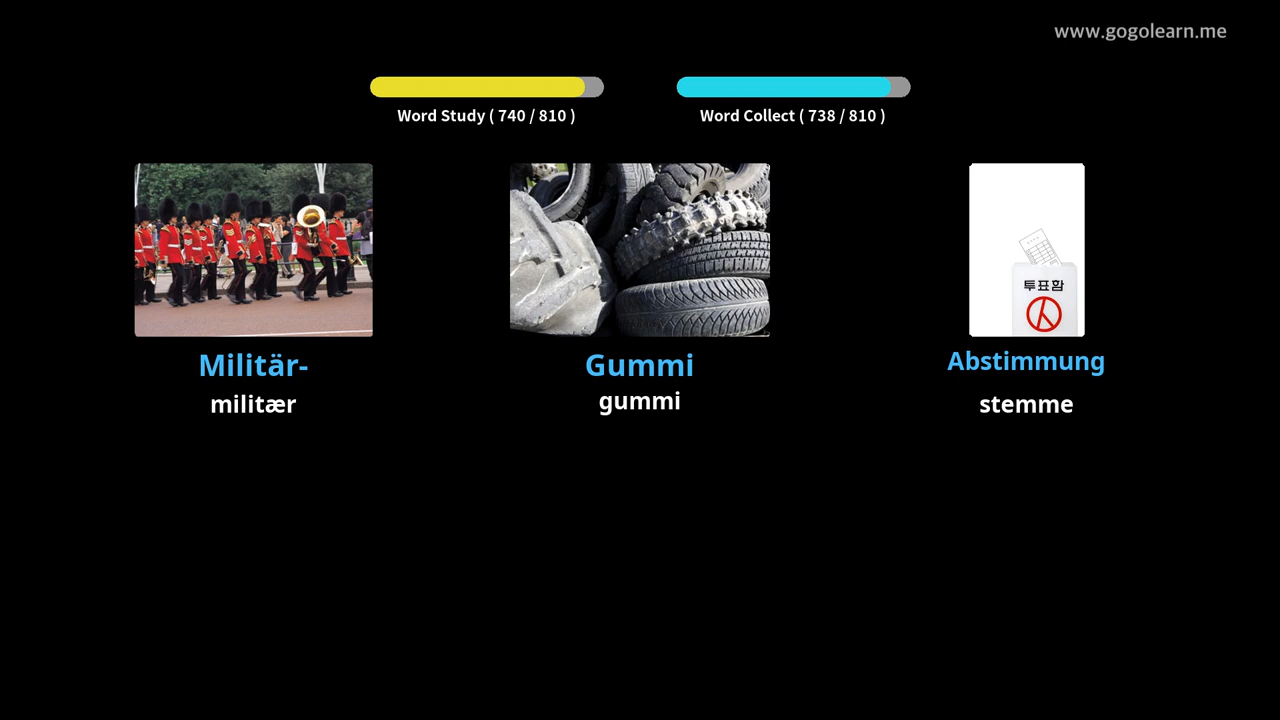 www.gogolearn.me
Word Study ( 740 / 810 )
Word Collect ( 738 / 810 )
투표함
Militär-
militær
Gummi
gummi
Abstimmung
stemme